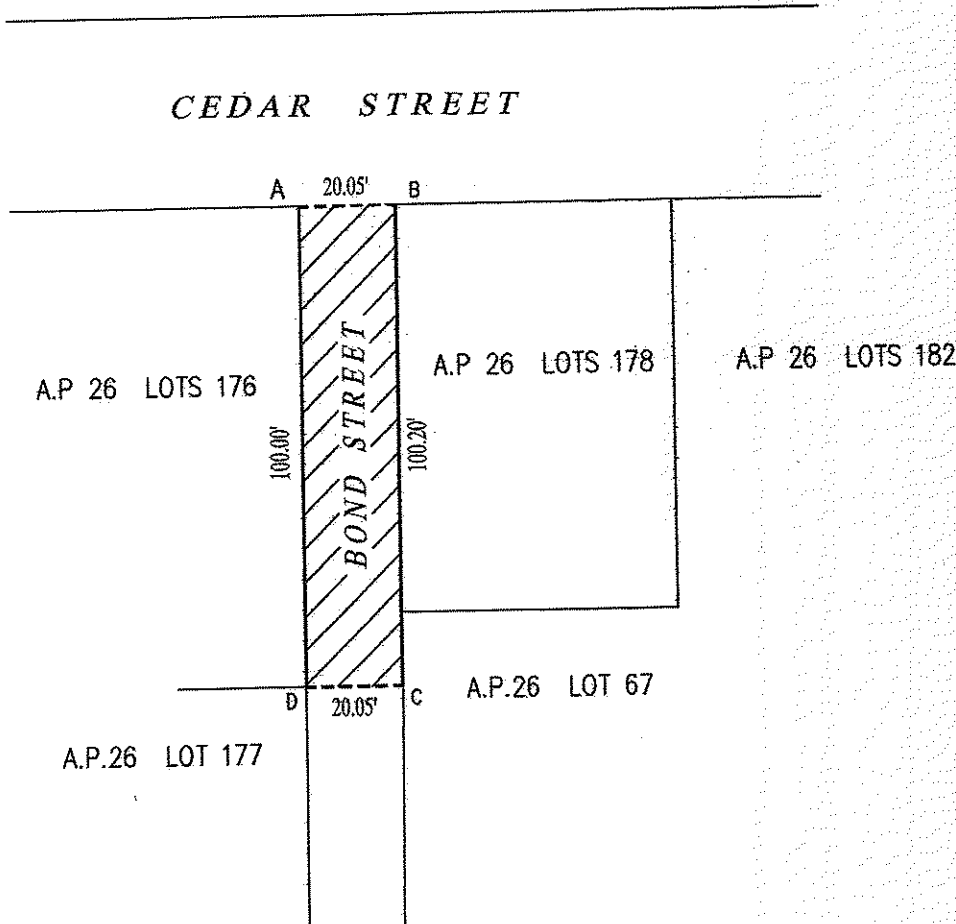 CEDAR STREET
A 20.05' B
A.P 26 LOTS 176
100.00'
BOND STREET
100.20'
A.P 26 LOTS 178
A.P 26 LOTS 182
D 20.05' C
A.P.26 LOT 67
A.P.26 LOT 177